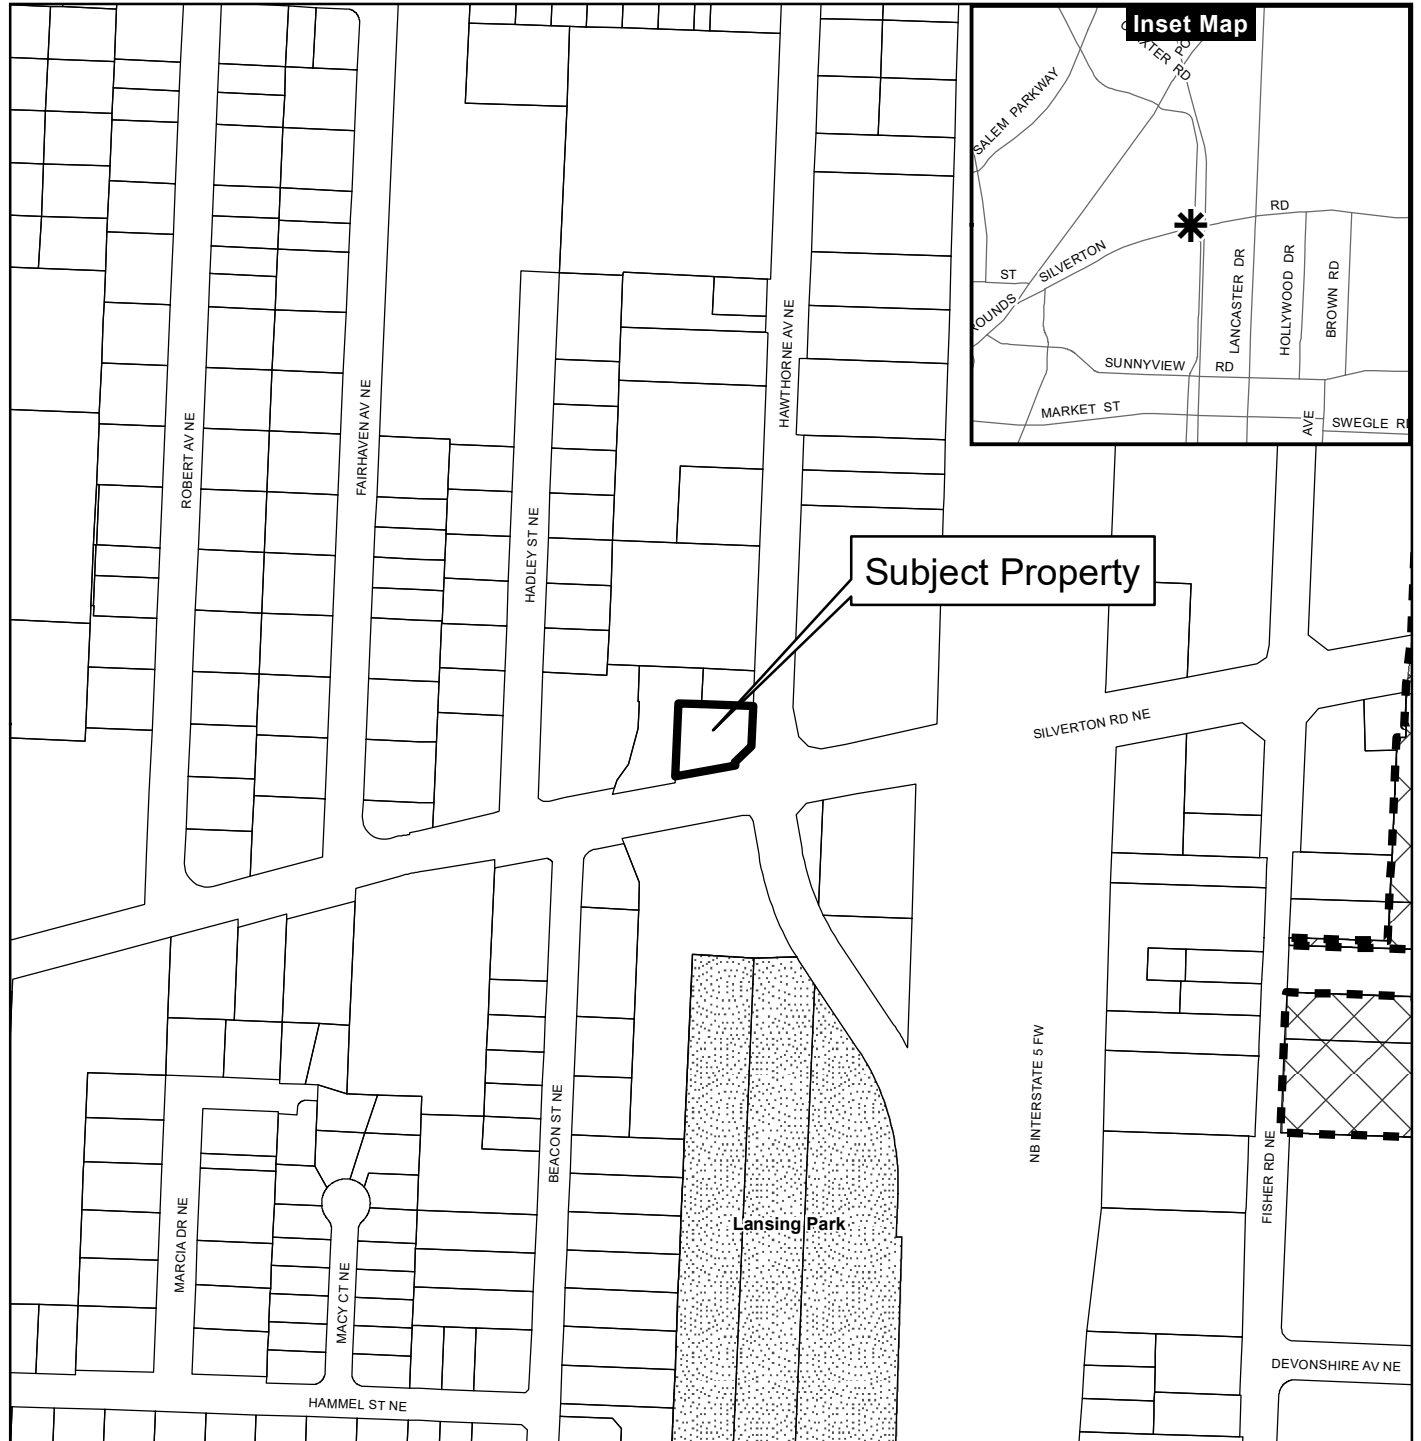 Inset Map
SALEM PARKWAY
RD
SILVERTON
ST
LANCASTER DR
HOLLYWOOD DR
BROWN RD
SUNNYVIEW RD
MARKET ST
AVE
SWEGLE
HAWTHORNE AV NE
ROBERT AV NE
FAIRHAVEN AV NE
HADLEY ST NE
Subject Property
SILVERTON RD NE
NB INTERSTATE 5 FW
BEACON ST NE
FISHER RD NE
Lansing Park
MARCIA DR NE
MACY CT NE
DEVONSHIRE AV NE
HAMMEL ST NE